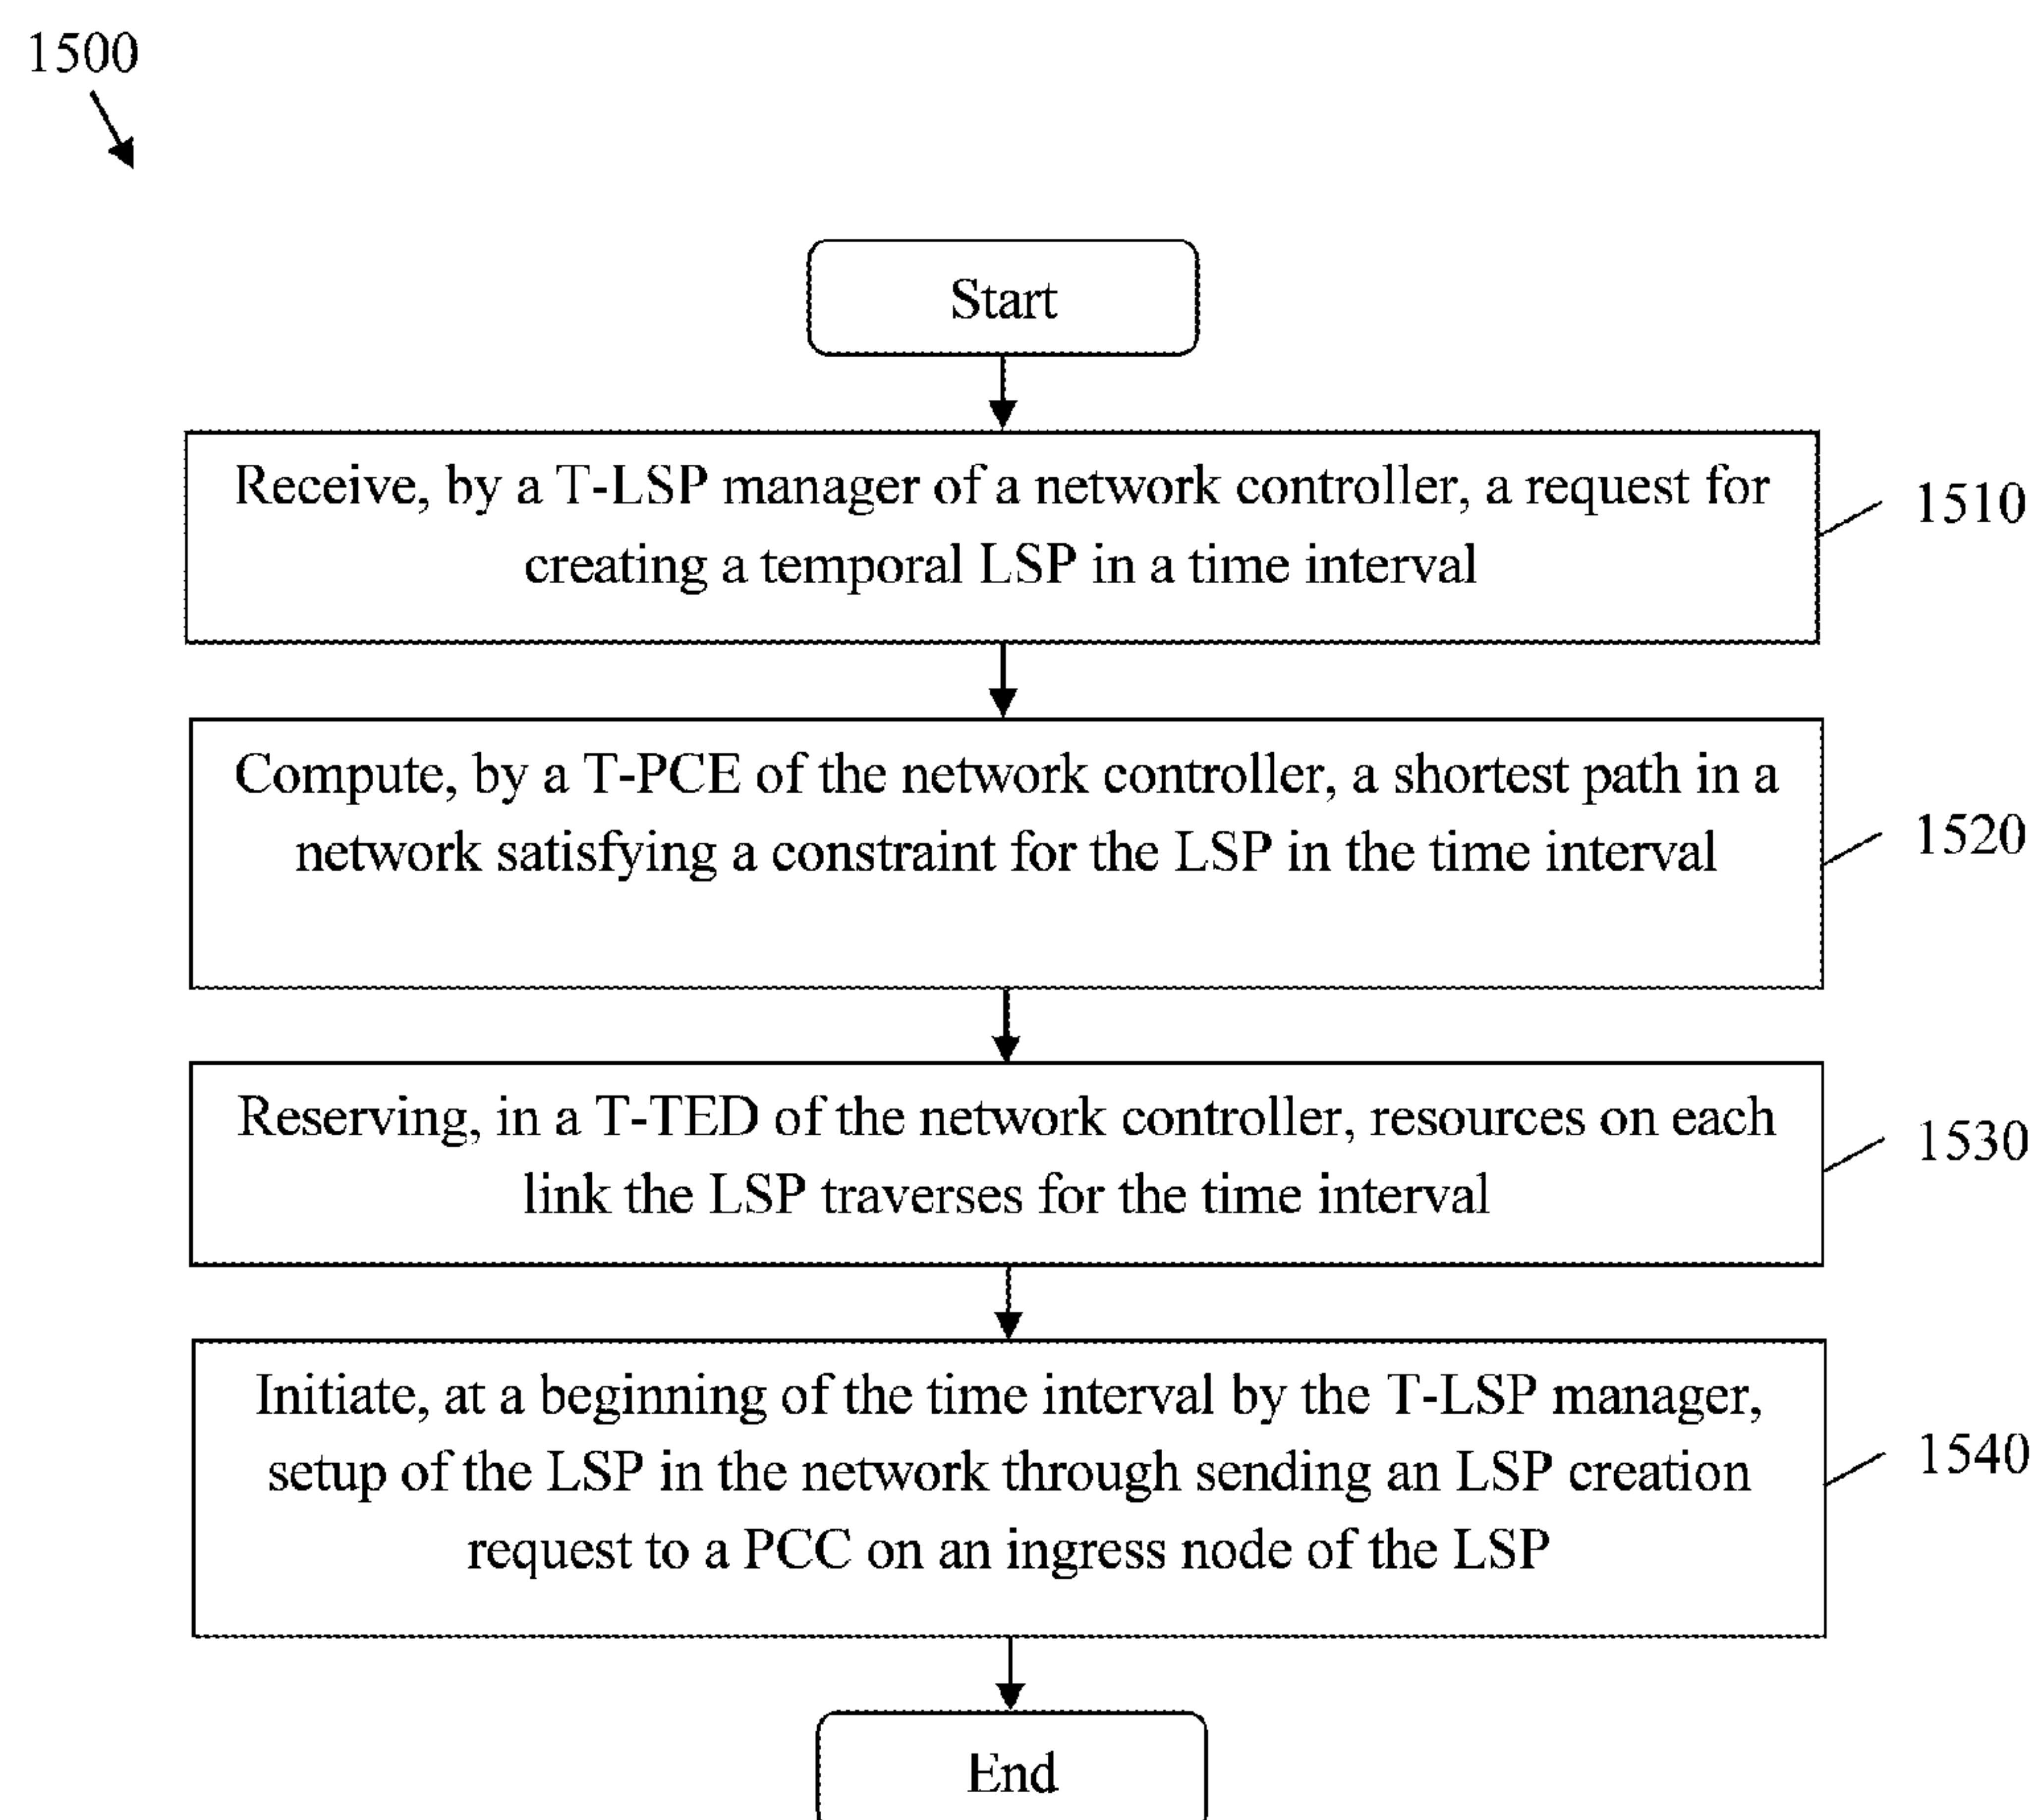 1500
Start
Receive, by a T-LSP manager of a network controller, a request for
creating a temporal LSP in a time interval
1510
Compute, by a T-PCE of the network controller, a shortest path in a
network satisfying a constraint for the LSP in the time interval
1520
Reserving, in a T-TED of the network controller, resources on each
link the LSP traverses for the time interval
1530
Initiate, at a beginning of the time interval by the T-LSP manager,
setup of the LSP in the network through sending an LSP creation
request to a PCC on an ingress node of the LSP
1540
End